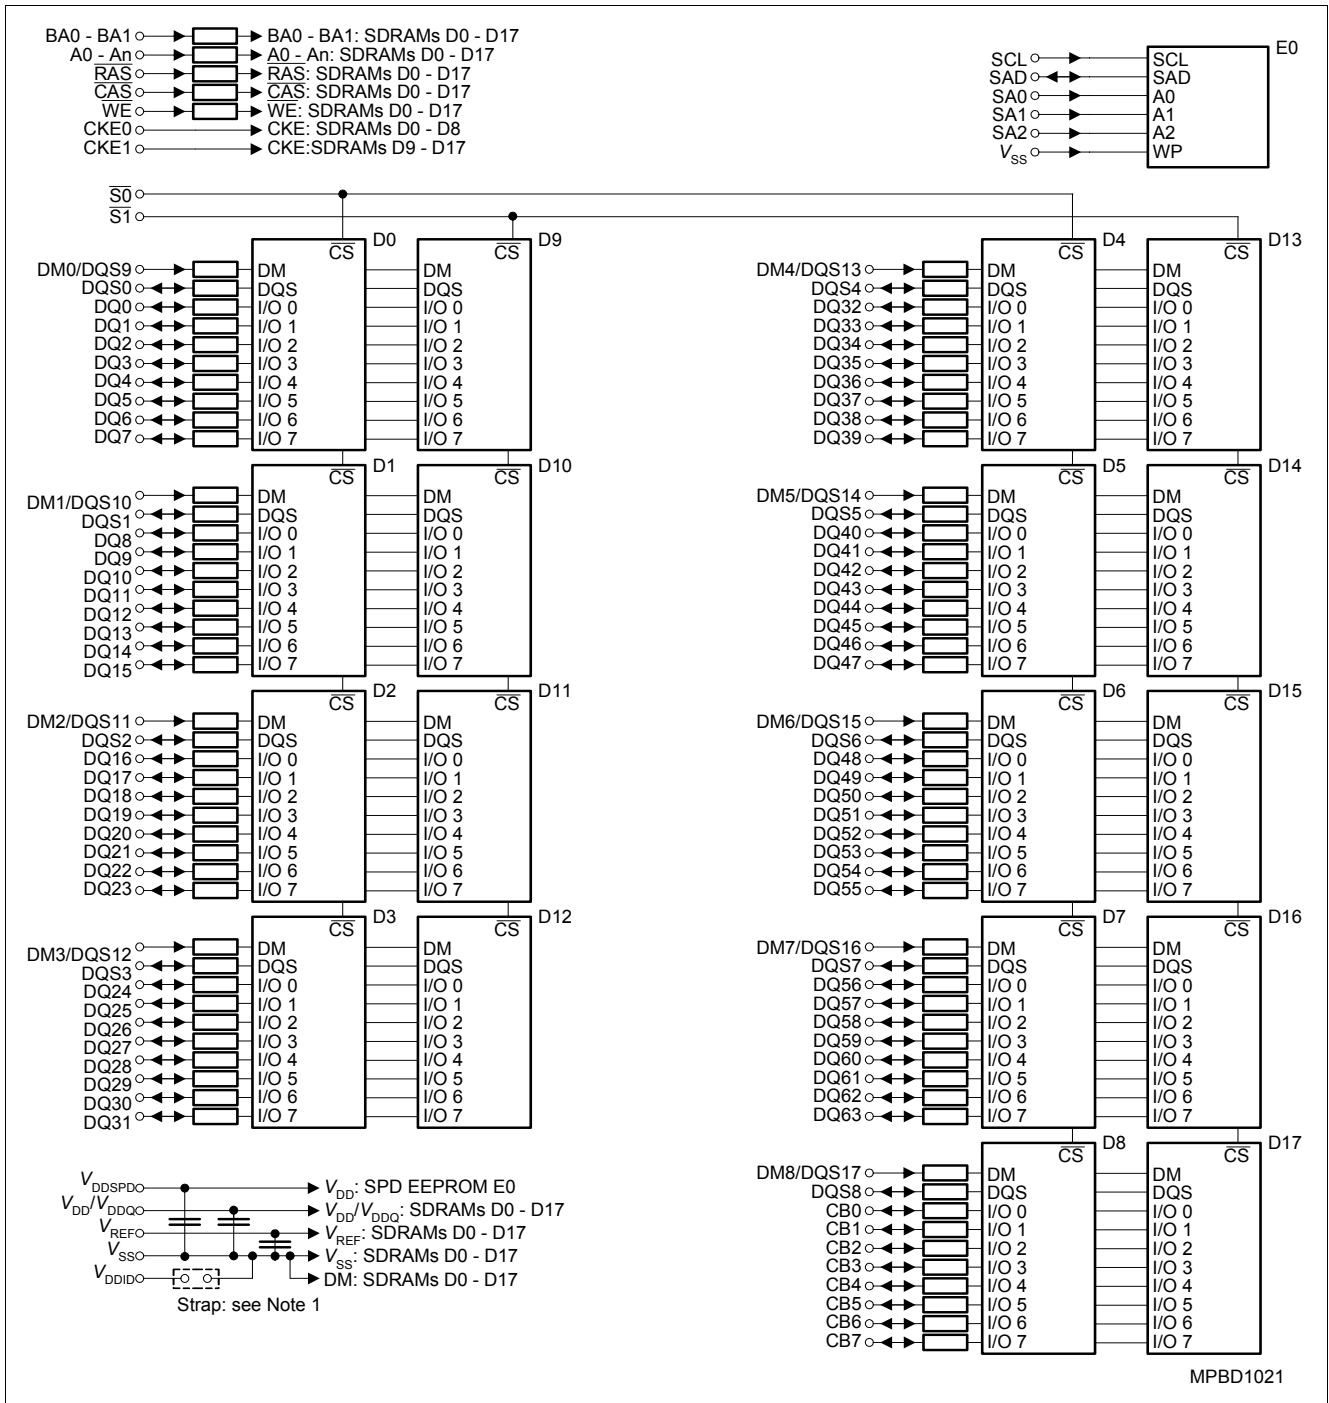 BA0 - BA1 BA0 - BA1: SDRAMs D0 - D17
A0 - An A0 - An: SDRAMs D0 - D17
RAS RAS: SDRAMs D0 - D17
CAS CAS: SDRAMs D0 - D17
WE WE: SDRAMs D0 - D17
CKE0 CKE: SDRAMs D0 - D8
CKE1 CKE:SDRAMs D9 - D17
E0
SCL SCL
SAD SAD
SA0 A0
SA1 A1
SA2 A2
VSS WP
S0
S1
CS D0 CS D9
DM0/DQS9 DM DM
DQS0 DQS DQS
DQ0 I/O 0 I/O 0
DQ1 I/O 1 I/O 1
DQ2 I/O 2 I/O 2
DQ3 I/O 3 I/O 3
DQ4 I/O 4 I/O 4
DQ5 I/O 5 I/O 5
DQ6 I/O 6 I/O 6
DQ7 I/O 7 I/O 7
CS D1 CS D10
DM1/DQS10 DM DM
DQS1 DQS DQS
DQ8 I/O 0 I/O 0
DQ9 I/O 1 I/O 1
DQ10 I/O 2 I/O 2
DQ11 I/O 3 I/O 3
DQ12 I/O 4 I/O 4
DQ13 I/O 5 I/O 5
DQ14 I/O 6 I/O 6
DQ15 I/O 7 I/O 7
CS D2 CS D11
DM2/DQS11 DM DM
DQS2 DQS DQS
DQ16 I/O 0 I/O 0
DQ17 I/O 1 I/O 1
DQ18 I/O 2 I/O 2
DQ19 I/O 3 I/O 3
DQ20 I/O 4 I/O 4
DQ21 I/O 5 I/O 5
DQ22 I/O 6 I/O 6
DQ23 I/O 7 I/O 7
CS D3 CS D12
DM3/DQS12 DM DM
DQS3 DQS DQS
DQ24 I/O 0 I/O 0
DQ25 I/O 1 I/O 1
DQ26 I/O 2 I/O 2
DQ27 I/O 3 I/O 3
DQ28 I/O 4 I/O 4
DQ29 I/O 5 I/O 5
DQ30 I/O 6 I/O 6
DQ31 I/O 7 I/O 7
CS D4 CS D13
DM4/DQS13 DM DM
DQS4 DQS DQS
DQ32 I/O 0 I/O 0
DQ33 I/O 1 I/O 1
DQ34 I/O 2 I/O 2
DQ35 I/O 3 I/O 3
DQ36 I/O 4 I/O 4
DQ37 I/O 5 I/O 5
DQ38 I/O 6 I/O 6
DQ39 I/O 7 I/O 7
CS D5 CS D14
DM5/DQS14 DM DM
DQS5 DQS DQS
DQ40 I/O 0 I/O 0
DQ41 I/O 1 I/O 1
DQ42 I/O 2 I/O 2
DQ43 I/O 3 I/O 3
DQ44 I/O 4 I/O 4
DQ45 I/O 5 I/O 5
DQ46 I/O 6 I/O 6
DQ47 I/O 7 I/O 7
CS D6 CS D15
DM6/DQS15 DM DM
DQS6 DQS DQS
DQ48 I/O 0 I/O 0
DQ49 I/O 1 I/O 1
DQ50 I/O 2 I/O 2
DQ51 I/O 3 I/O 3
DQ52 I/O 4 I/O 4
DQ53 I/O 5 I/O 5
DQ54 I/O 6 I/O 6
DQ55 I/O 7 I/O 7
CS D7 CS D16
DM7/DQS16 DM DM
DQS7 DQS DQS
DQ56 I/O 0 I/O 0
DQ57 I/O 1 I/O 1
DQ58 I/O 2 I/O 2
DQ59 I/O 3 I/O 3
DQ60 I/O 4 I/O 4
DQ61 I/O 5 I/O 5
DQ62 I/O 6 I/O 6
DQ63 I/O 7 I/O 7
CS D8 CS D17
DM8/DQS17 DM DM
DQS8 DQS DQS
CB0 I/O 0 I/O 0
CB1 I/O 1 I/O 1
CB2 I/O 2 I/O 2
CB3 I/O 3 I/O 3
CB4 I/O 4 I/O 4
CB5 I/O 5 I/O 5
CB6 I/O 6 I/O 6
CB7 I/O 7 I/O 7
VDDSPD VDD: SPD EEPROM E0
VDD/VDDQ VDD/VDDQ: SDRAMs D0 - D17
VREF VREF: SDRAMs D0 - D17
VSS VSS: SDRAMs D0 - D17
VDDID DM: SDRAMs D0 - D17
Strap: see Note 1
MPBD1021